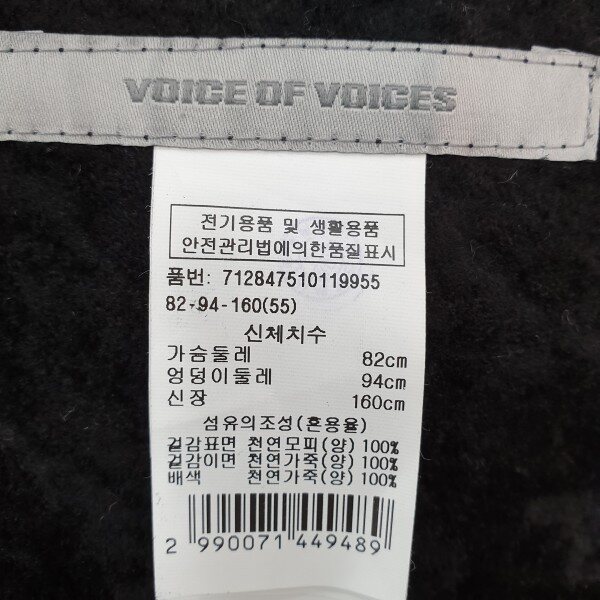 VOICE OF VOICES
전기용품 및 생활용품
안전관리법에의한품질표시
품번: 712847510119955
82-94-160(55)
신체치수
가슴둘레 82cm
엉덩이둘레 94cm
신장 160cm
섬유의조성(혼용율)
겉감표면 천연모피(양) 100%
겉감이면 천연가죽(양) 100%
배색 천연가죽(양) 100%
2 990071 449489